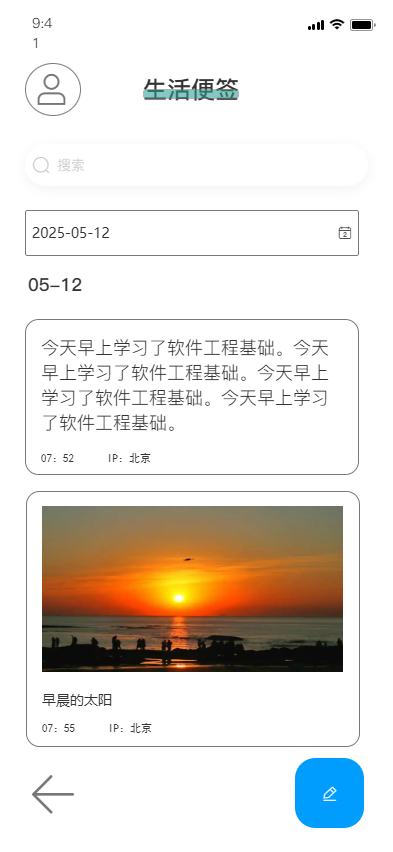 9:4
1
生活便签
搜索
2025-05-12
05-12
今天早上学习了软件工程基础。今天
早上学习了软件工程基础。今天早上
学习了软件工程基础。今天早上学习
了软件工程基础。
07: 52 IP: 北京
早晨的太阳
07: 55 IP: 北京